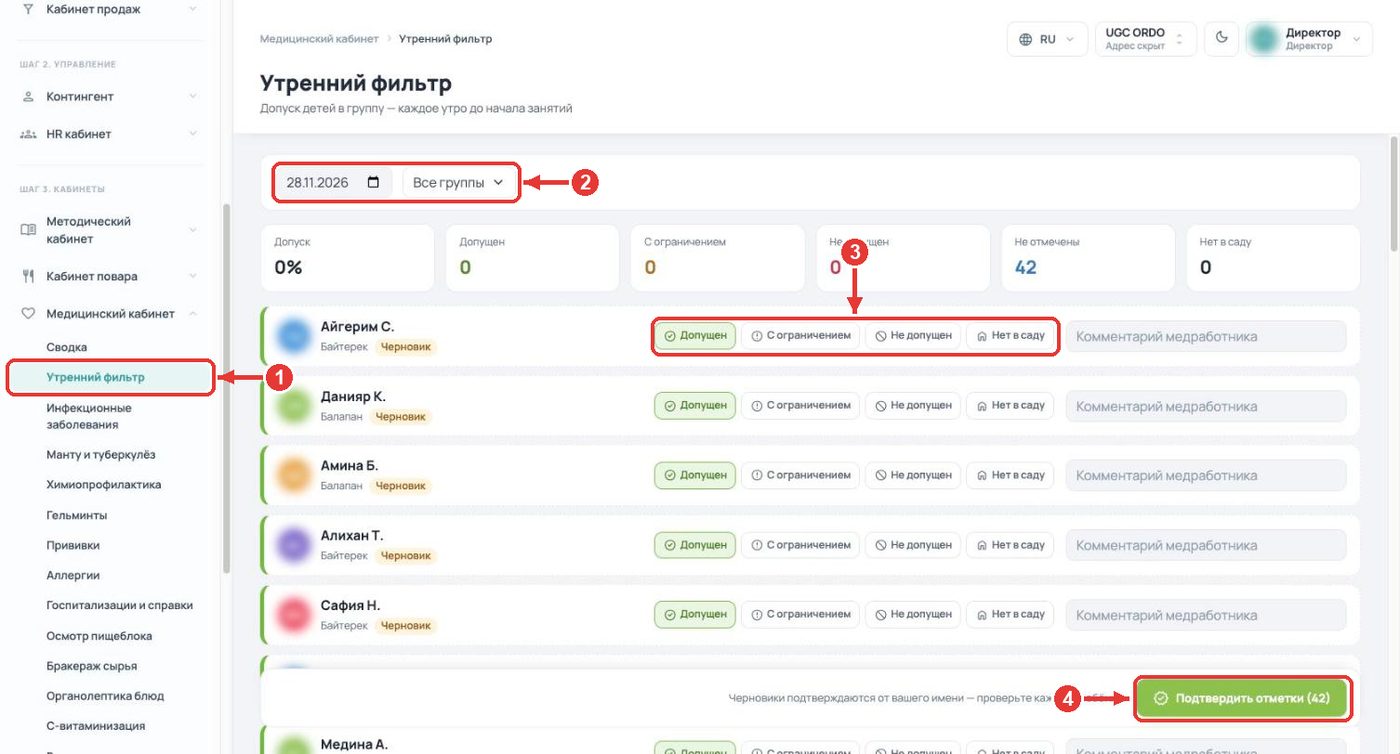 Кабинет продаж
ШАГ 2. УПРАВЛЕНИЕ
Контингент
HR кабинет
ШАГ 3. КАБИНЕТЫ
Методический
кабинет
Кабинет повара
Медицинский кабинет
Сводка
Утренний фильтр
Инфекционные
заболевания
Манту и туберкулёз
Химиопрофилактика
Гельминты
Прививки
Аллергии
Госпитализации и справки
Осмотр пищеблока
Бракераж сырья
Органолептика блюд
С-витаминизация
Медицинский кабинет > Утренний фильтр
RU
UGC ORDO
Адрес скрыт
Директор
Директор
Утренний фильтр
Допуск детей в группу — каждое утро до начала занятий
28.11.2026 Все группы
2
Допуск
0%
Допущен
0
С ограничением
0
0
Не отмечены
42
Нет в саду
0
3
1
Айгерим С.
Байтерек Черновик
Допущен С ограничением Не допущен Нет в саду Комментарий медработника
Данияр К.
Балапан Черновик
Допущен С ограничением Не допущен Нет в саду Комментарий медработника
Амина Б.
Балапан Черновик
Допущен С ограничением Не допущен Нет в саду Комментарий медработника
Алихан Т.
Байтерек Черновик
Допущен С ограничением Не допущен Нет в саду Комментарий медработника
Сафия Н.
Байтерек Черновик
Допущен С ограничением Не допущен Нет в саду Комментарий медработника
Черновики подтверждаются от вашего имени — проверьте
4
Подтвердить отметки (42)
Медина А.
Допущен С ограничением Не допущен Нет в саду Комментарий медработника